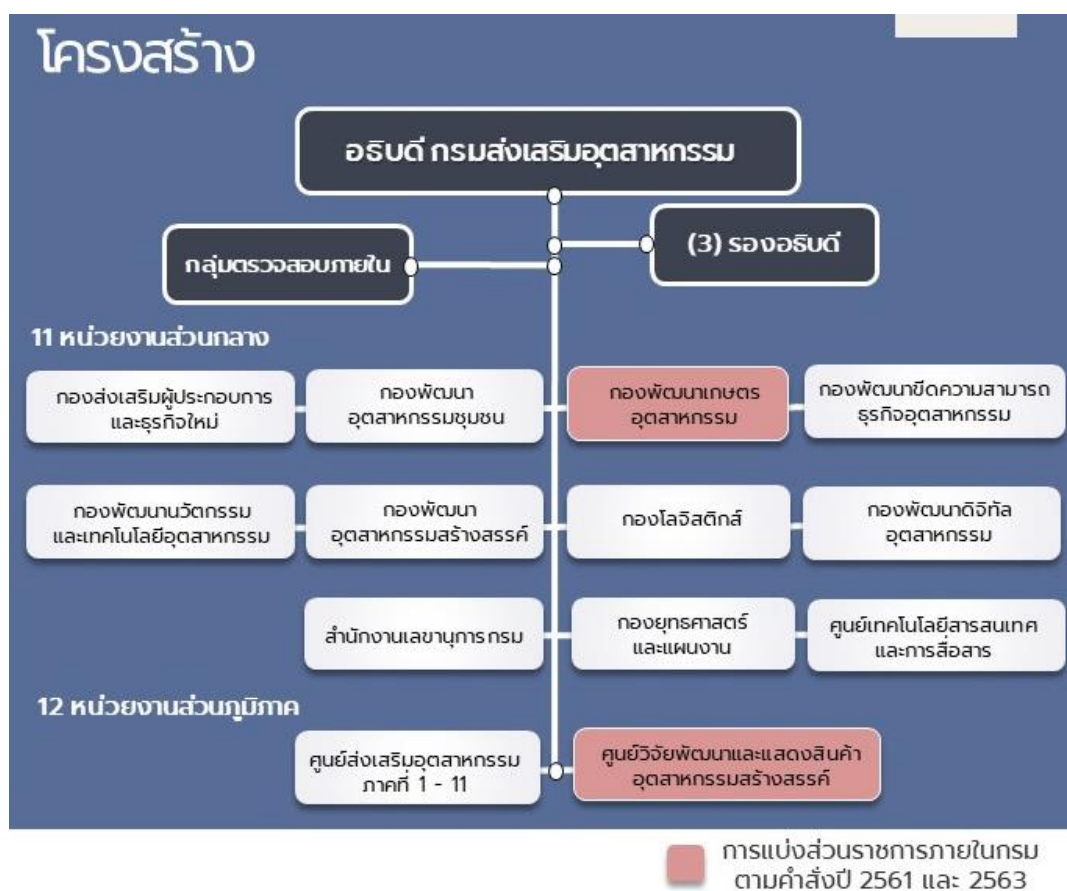 โครงสร้าง
อธิบดี กรมส่งเสริมอุตสาหกรรม
(3) รองอธิบดี
กลุ่มตรวจสอบภายใน
11 หน่วยงานส่วนกลาง
กองส่งเสริมผู้ประกอบการ
และธุรกิจใหม่
กองพัฒนา
อุตสาหกรรมชุมชน
กองพัฒนาเกษตร
อุตสาหกรรม
กองพัฒนาขีดความสามารถ
ธุรกิจอุตสาหกรรม
กองพัฒนานวัตกรรม
และเทคโนโลยีอุตสาหกรรม
กองพัฒนา
อุตสาหกรรมสร้างสรรค์
กองโลจิสติกส์
กองพัฒนาดิจิทัล
อุตสาหกรรม
สำนักงานเลขานุการกรม
กองยุทธศาสตร์
และแผนงาน
ศูนย์เทคโนโลยีสารสนเทศ
และการสื่อสาร
12 หน่วยงานส่วนภูมิภาค
ศูนย์ส่งเสริมอุตสาหกรรม
ภาคที่ 1 - 11
ศูนย์วิจัยพัฒนาและแสดงสินค้า
อุตสาหกรรมสร้างสรรค์
การแบ่งส่วนราชการภายในกรม
ตามคำสั่งปี 2561 และ 2563